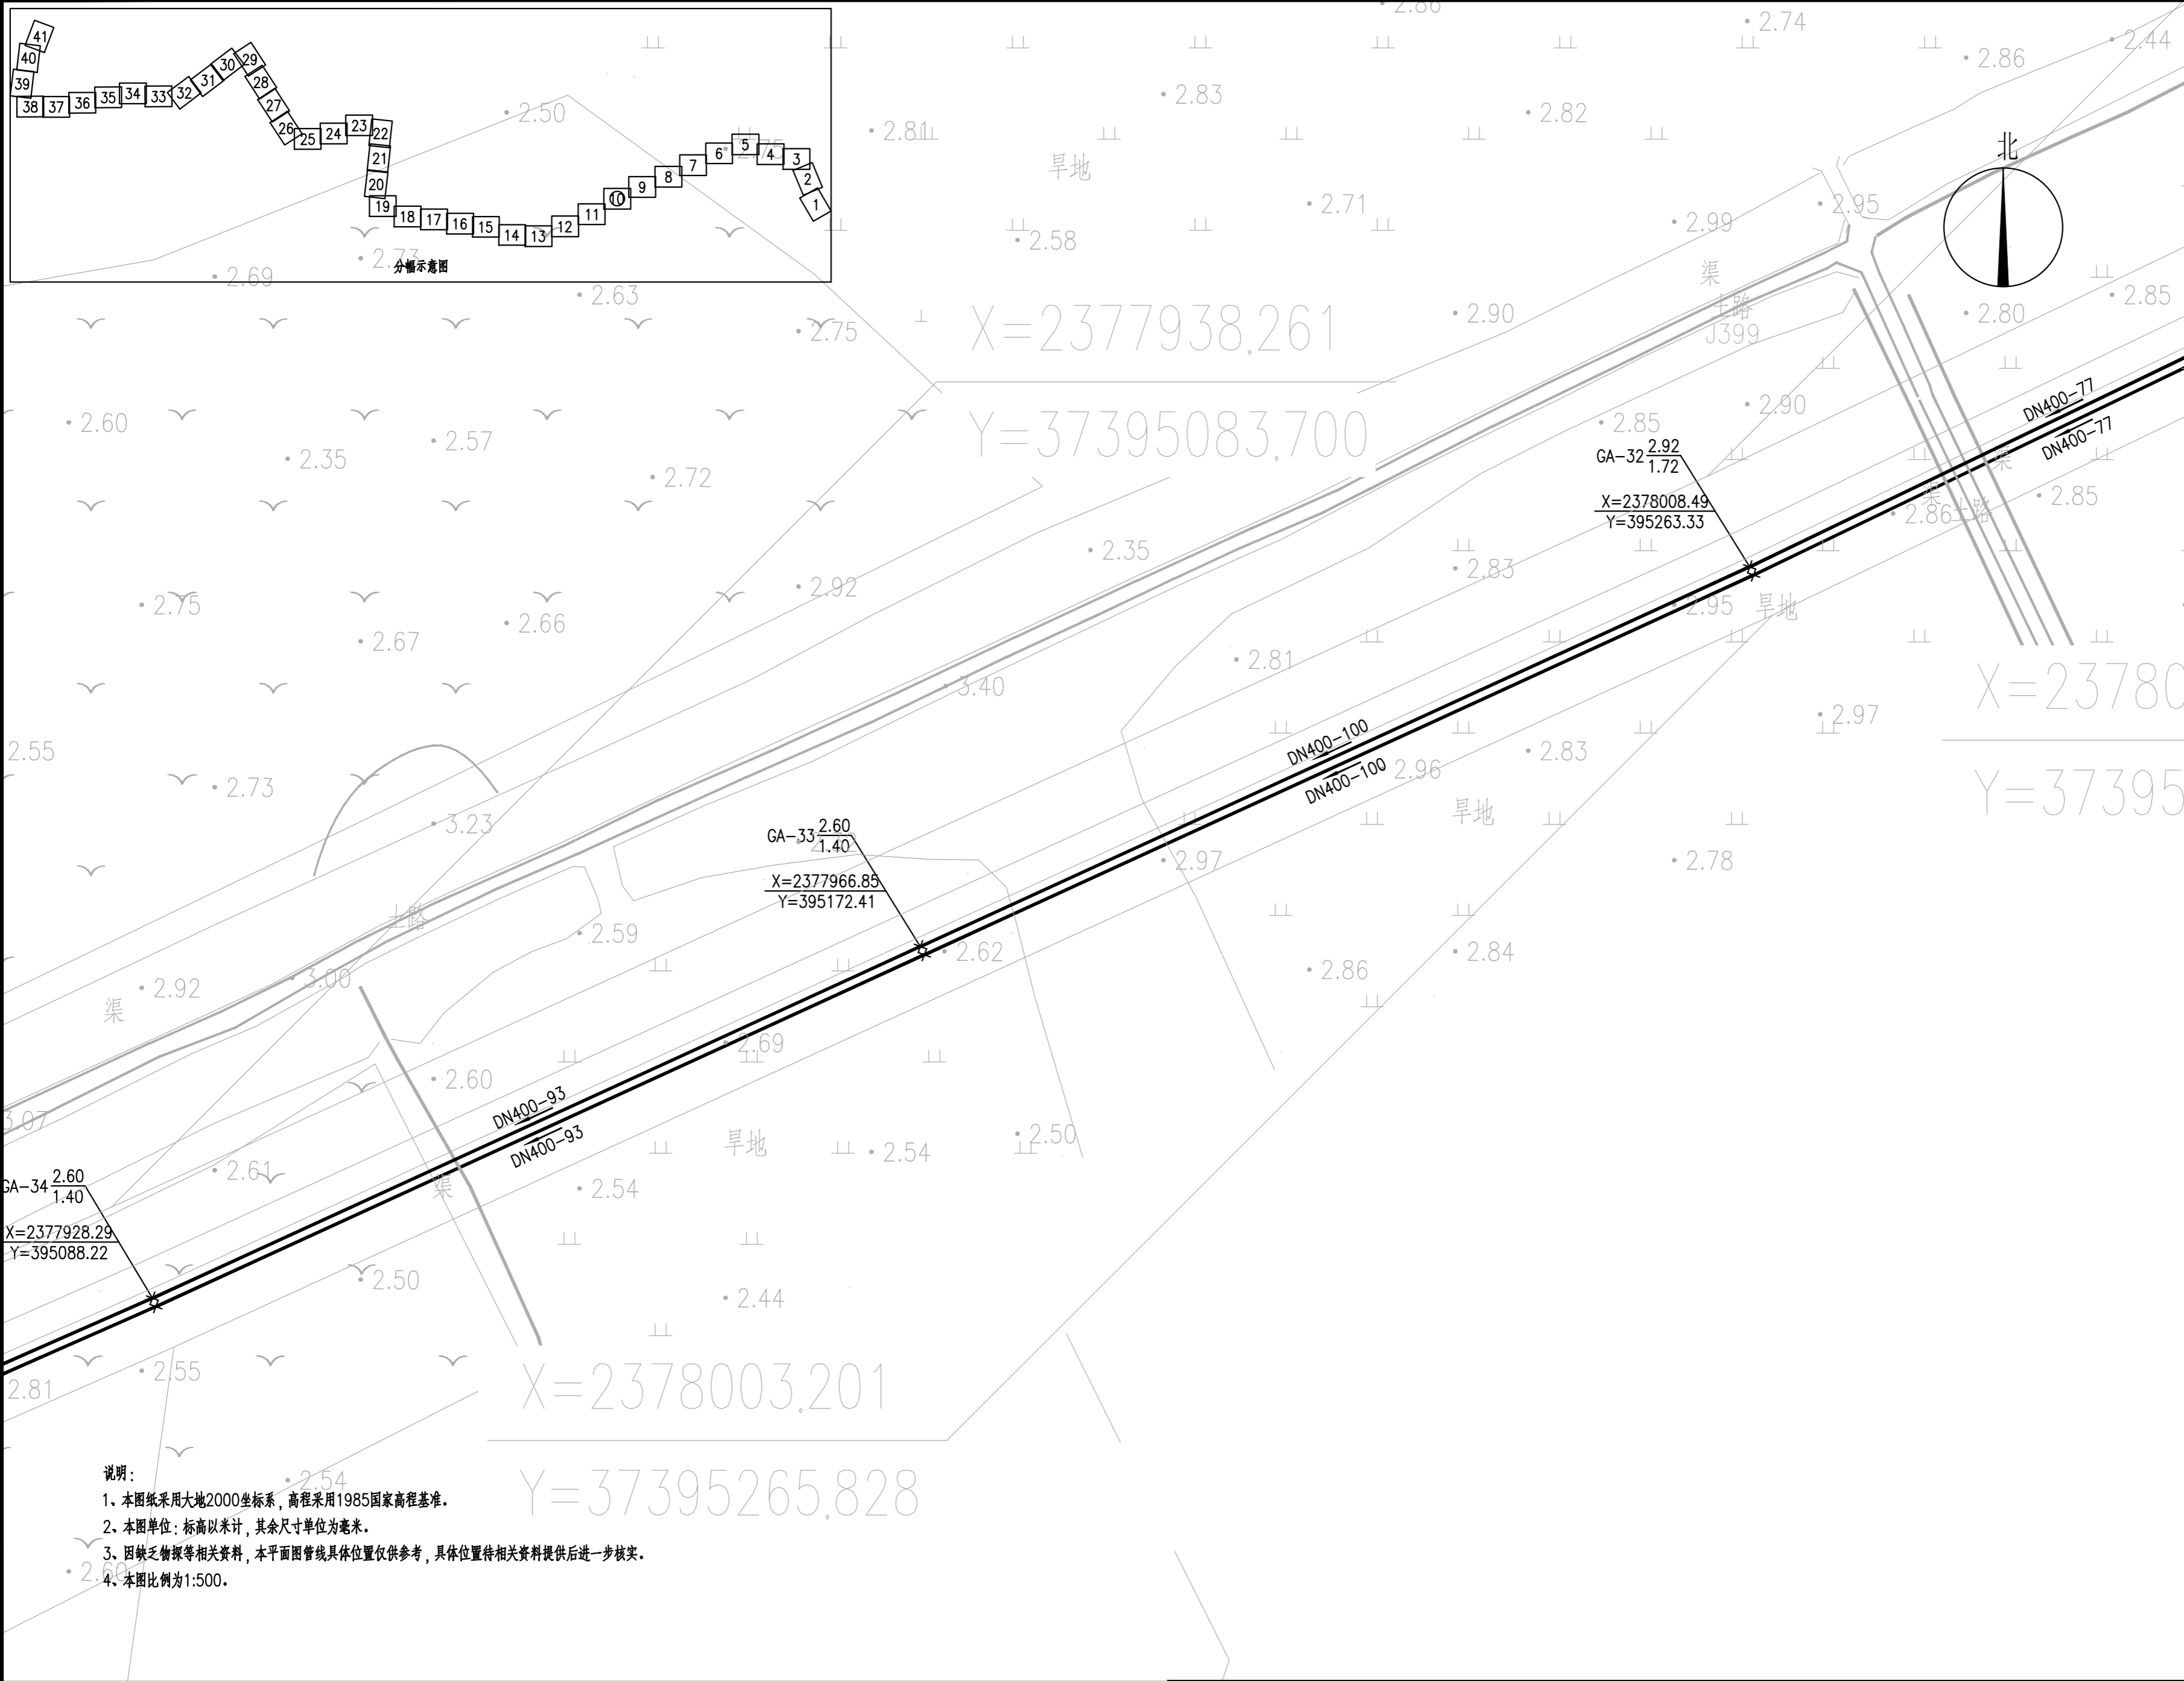 41
40
39
38
37
36
35
34
33
32
31
30
29
28
27
26
25
24
23
22
21
20
19
18
17
16
15
14
13
12
11
10
9
8
7
6
5
4
3
2
1
分幅示意图
北
2.86
2.74
2.44
2.86
2.83
2.82
2.50
2.81
2.75
旱地
2.71
2.95
2.99
2.58
2.73
2.69
2.63
渠
2.85
2.75
2.90
2.80
土路
J399
X=2377938.261
Y=37395083.700
2.60
2.57
2.35
2.72
2.90
2.85
DN400-77
DN400-77
GA-32
2.92
1.72
X=2378008.49
Y=395263.33
渠
渠
2.85
2.86
土路
2.35
2.83
2.92
2.95
旱地
2.75
2.66
2.67
2.81
3.40
X=23780
Y=37395
2.97
2.55
2.83
DN400-100
DN400-100
2.96
2.73
旱地
3.23
GA-33
2.60
1.40
X=2377966.85
Y=395172.41
2.97
2.78
土路
2.59
2.62
2.84
2.86
3.00
2.92
渠
2.69
2.60
DN400-93
DN400-93
3.07
旱地
2.50
2.54
2.61
渠
2.54
GA-34
2.60
1.40
X=2377928.29
Y=395088.22
2.50
2.44
2.55
2.81
X=2378003.201
Y=37395265.828
2.54
2.60
说明：
1、本图纸采用大地2000坐标系，高程采用1985国家高程基准。
2、本图单位：标高以米计，其余尺寸单位为毫米。
3、因缺乏物探等相关资料，本平面图管线具体位置仅供参考，具体位置待相关资料提供后进一步核实。
4、本图比例为1:500。